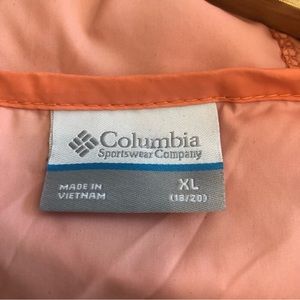 Columbia
Sportswear Company
MADE IN
VIETNAM
XL
(18/20)